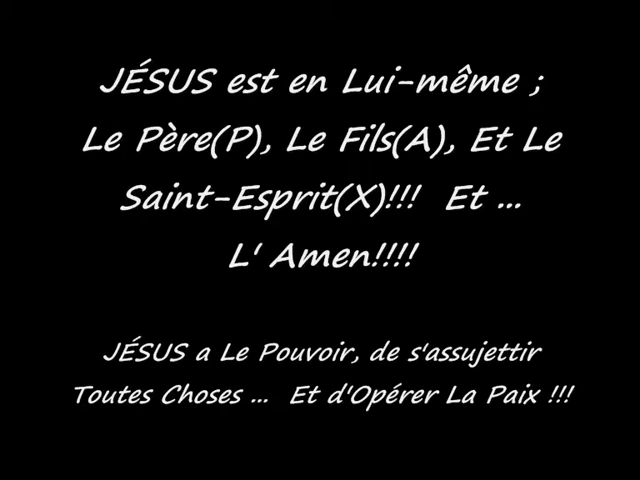 JÉSUS est en Lui-même ;
Le Père(P), Le Fils(A), Et Le
Saint-Esprit(X)!!!  Et ...
L' Amen!!!!
JÉSUS a Le Pouvoir, de s'assujettir
Toutes Choses ...  Et d'Opérer La Paix !!!